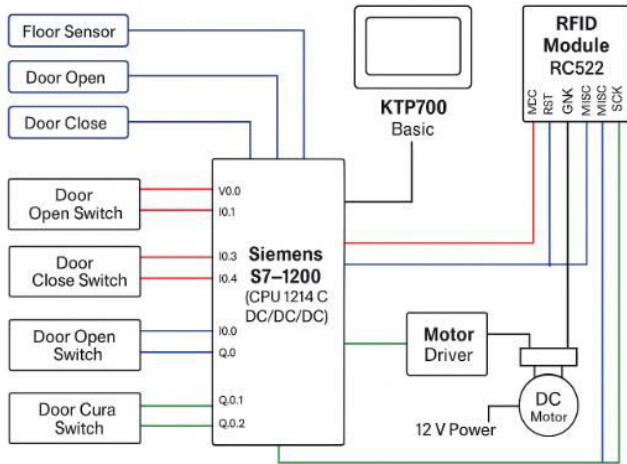 Floor Sensor
Door Open
Door Close
Door
Open Switch
Door
Close Switch
Door Open
Switch
Door Cura
Switch
V0.0
I0.1
I0.3
I0.4
I0.0
Q.0
Q.0.1
Q.0.2
Siemens
S7–1200
(CPU 1214 C
DC/DC/DC)
KTP700
Basic
RFID
Module
RC522
MDC
RST
GNK
MISC
MISC
SCK
Motor
Driver
DC
Motor
12 V Power